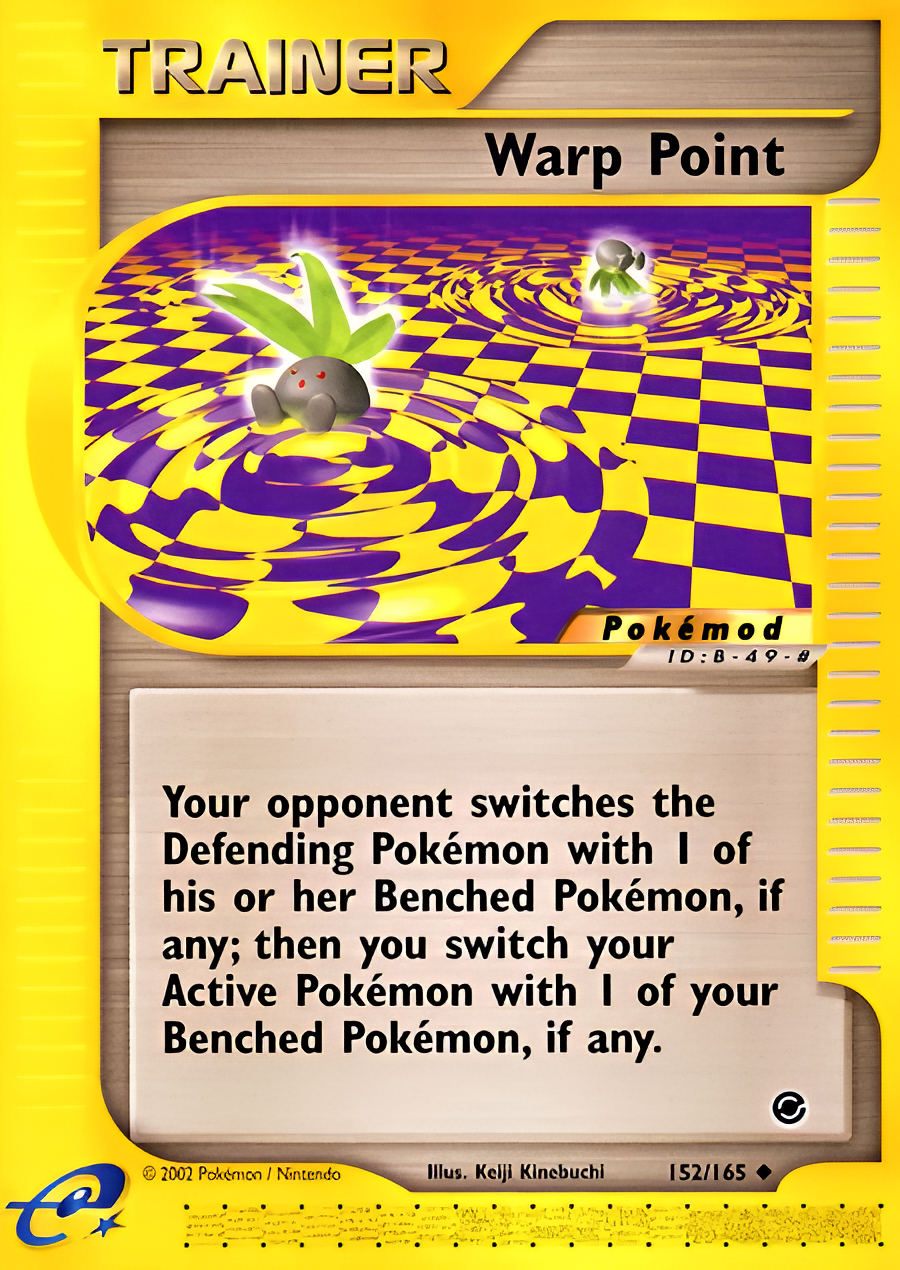 TRAINER
Warp Point
Pokémod
ID:B-49-#
Your opponent switches the
Defending Pokémon with 1 of
his or her Benched Pokémon, if
any; then you switch your
Active Pokémon with 1 of your
Benched Pokémon, if any.
© 2002 Pokémon / Nintendo
Illus. Keiji Kinebuchi
152/165 ◆
e